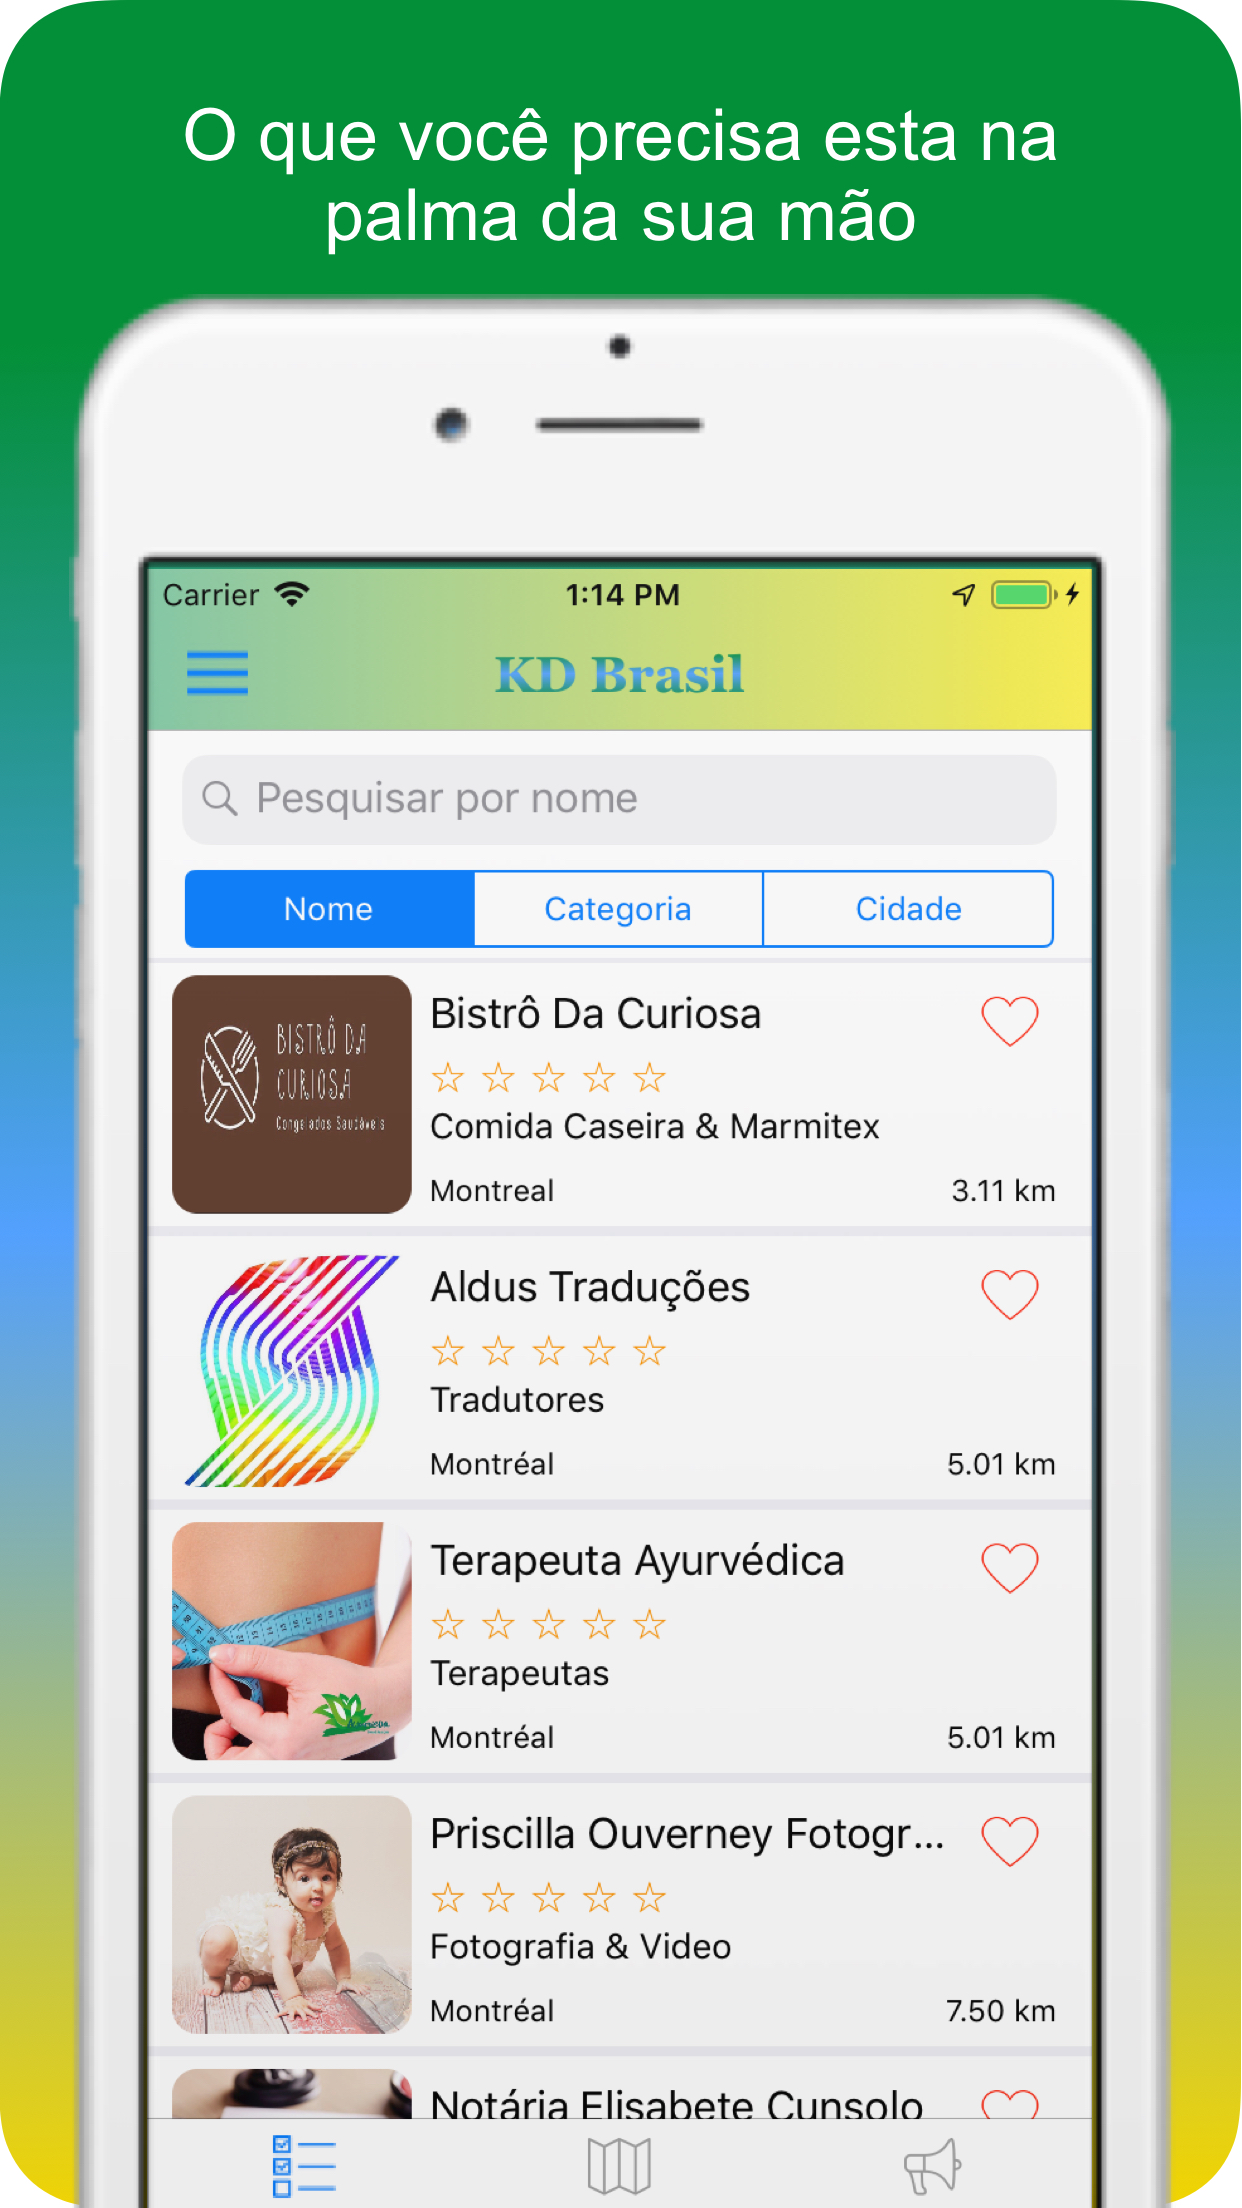 O que você precisa esta na
palma da sua mão
Carrier
1:14 PM
KD Brasil
Pesquisar por nome
Nome
Categoria
Cidade
BISTRÔ DA
CURIOSA
Congelados Saudáveis
Bistrô Da Curiosa
Comida Caseira & Marmitex
Montreal
3.11 km
Aldus Traduções
Tradutores
Montréal
5.01 km
Terapeuta Ayurvédica
Terapeutas
Montréal
5.01 km
Priscilla Ouverney Fotogr...
Fotografia & Video
Montréal
7.50 km
Notária Elisabete Cunsolo